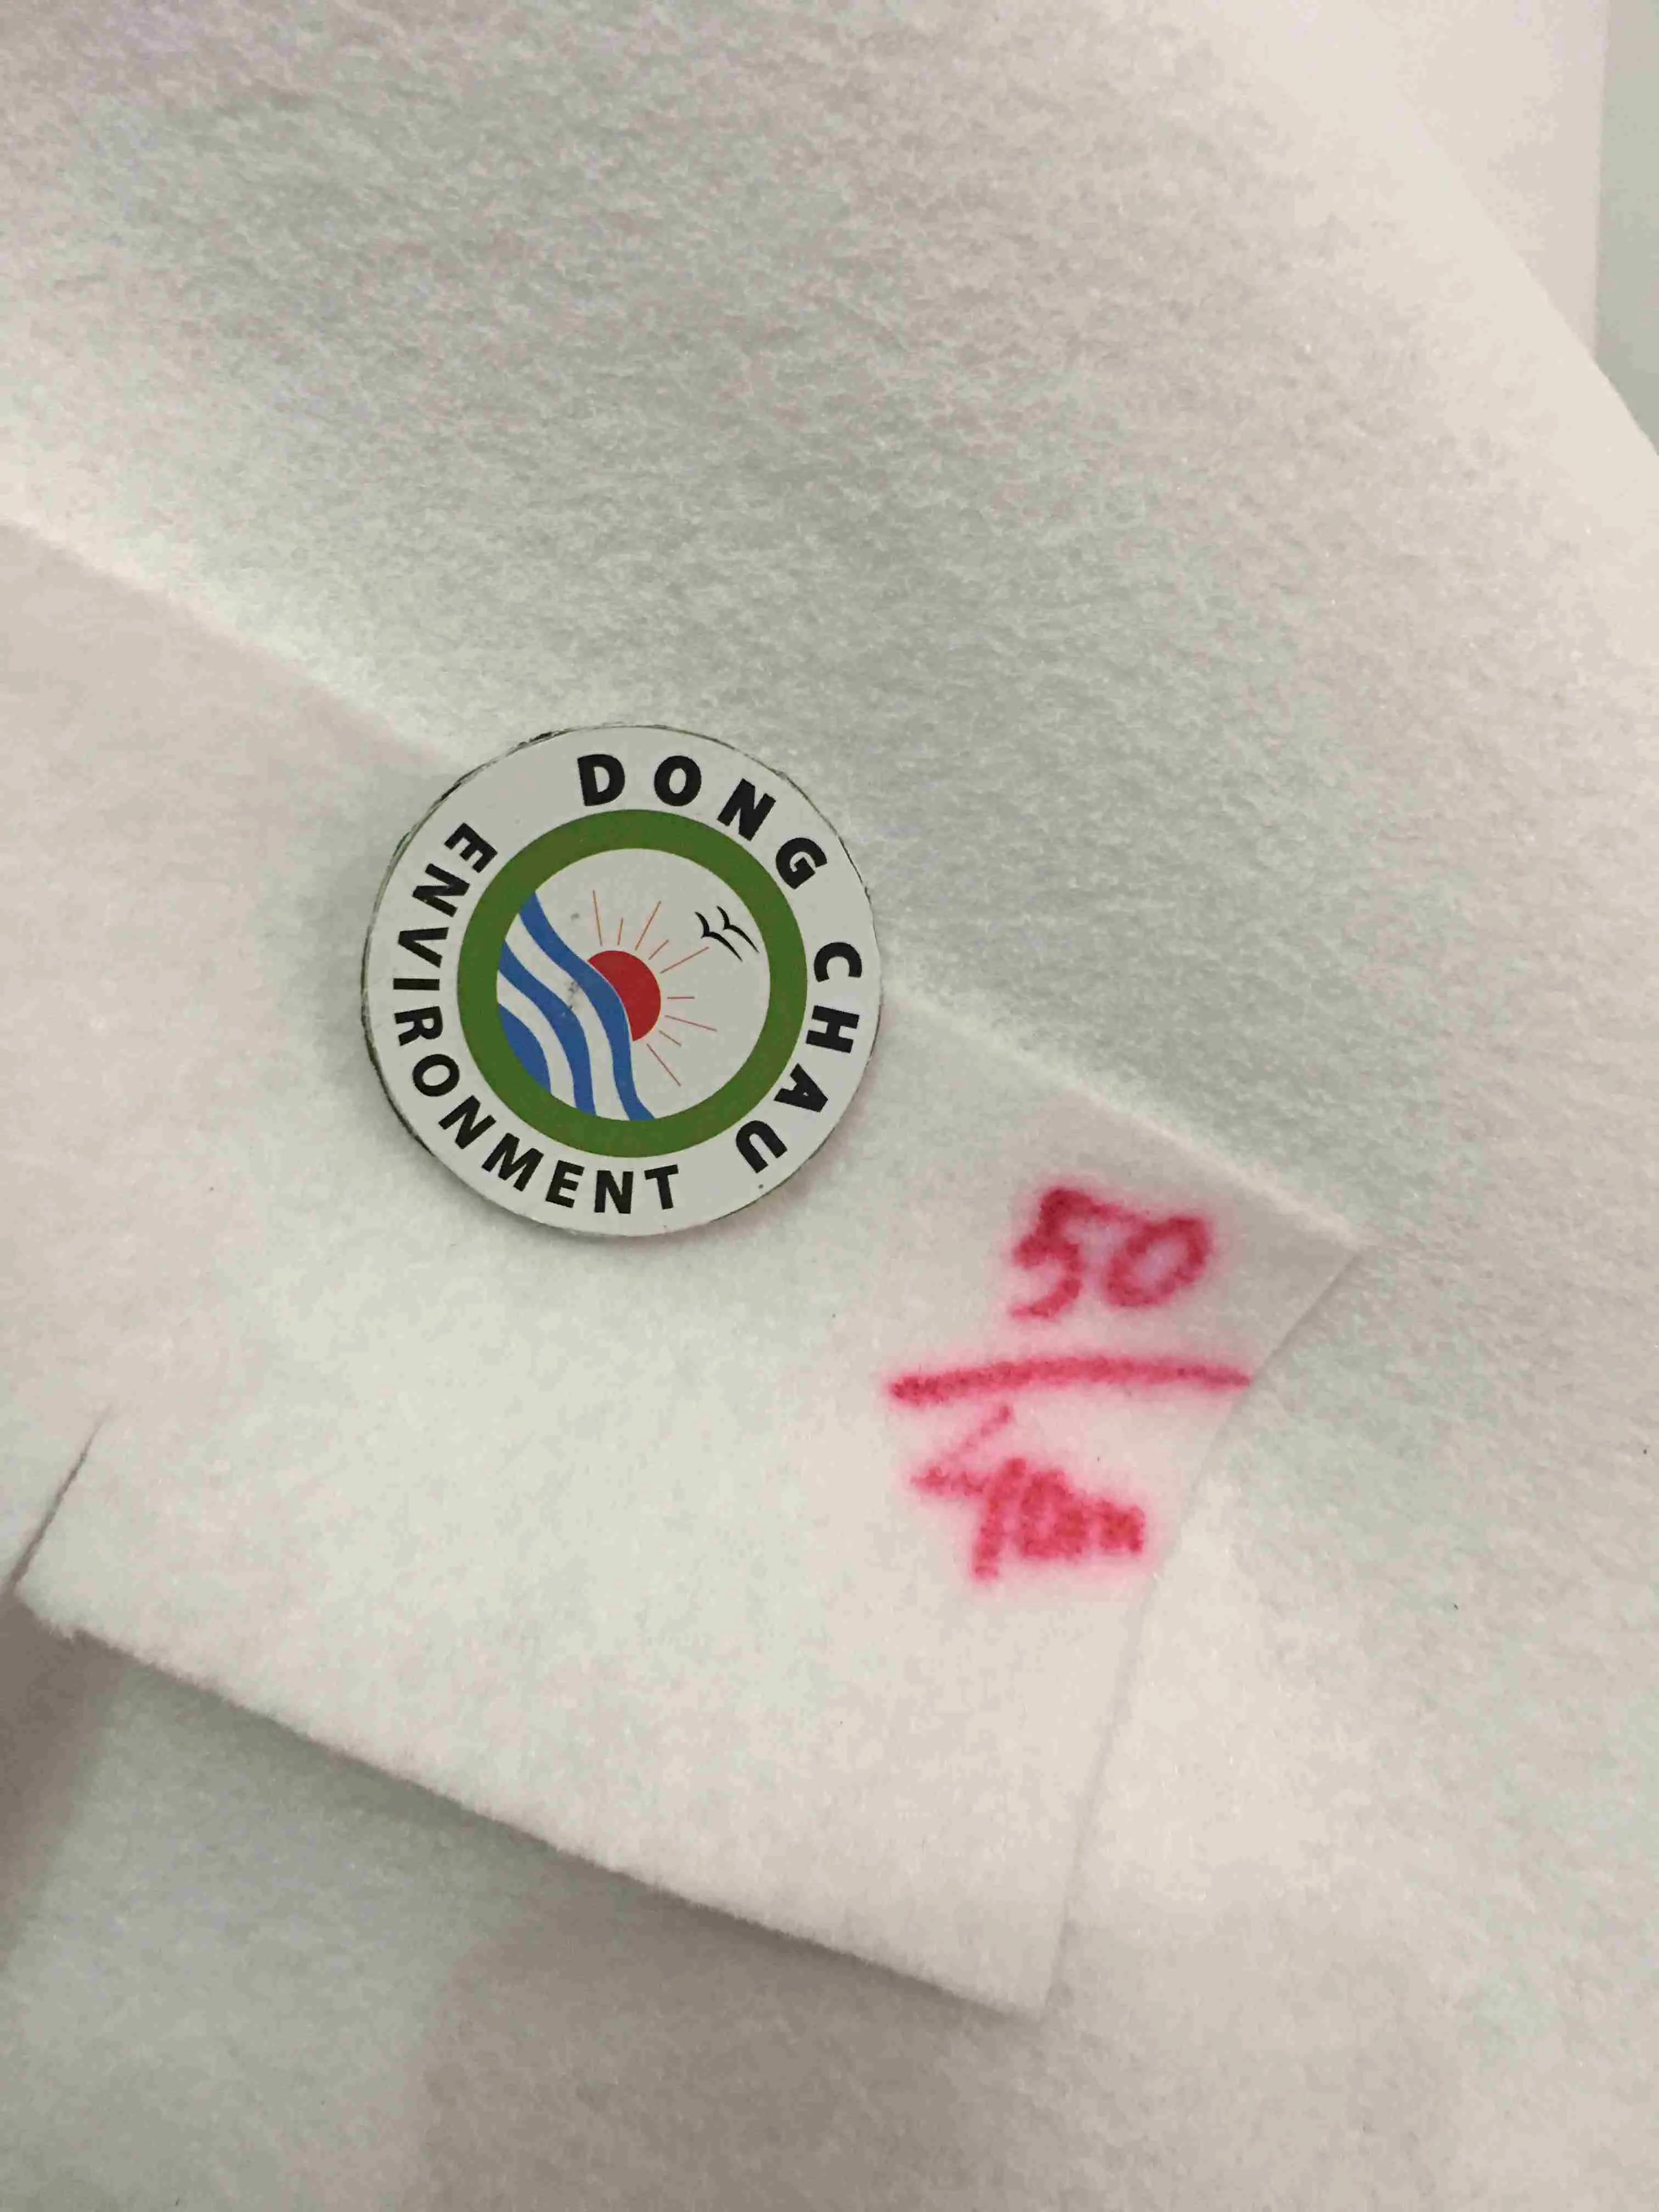 DONG CHAU
ENVIRONMENT
50